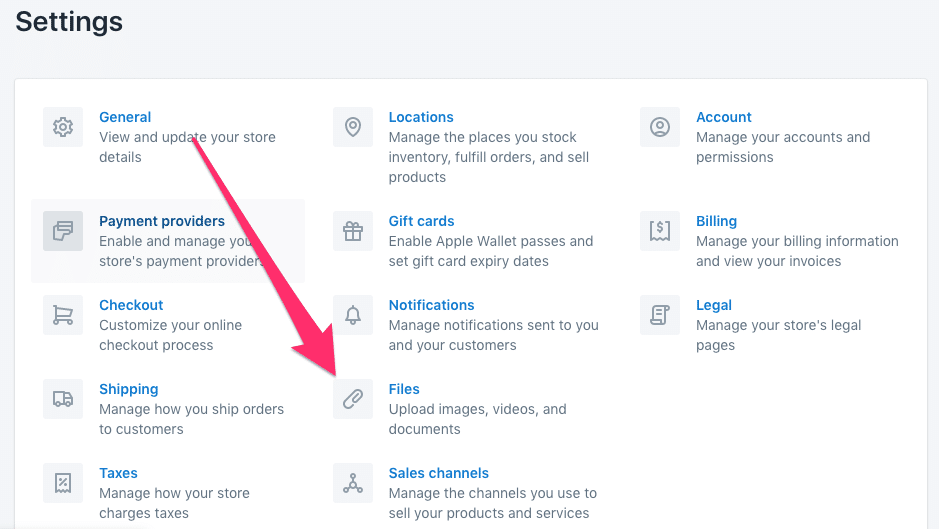 Settings
General
View and update your store
details
Locations
Manage the places you stock
inventory, fulfill orders, and sell
products
Account
Manage your accounts and
permissions
Payment providers
Enable and manage you
store's payment providers
Gift cards
Enable Apple Wallet passes and
set gift card expiry dates
Billing
Manage your billing information
and view your invoices
Checkout
Customize your online
checkout process
Notifications
Manage notifications sent to you
and your customers
Legal
Manage your store's legal
pages
Shipping
Manage how you ship orders
to customers
Files
Upload images, videos, and
documents
Taxes
Manage how your store
charges taxes
Sales channels
Manage the channels you use to
sell your products and services